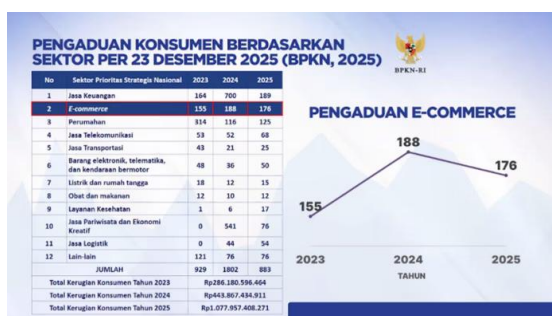 PENGADUAN KONSUMEN BERDASARKAN
SEKTOR PER 23 DESEMBER 2025 (BPKN, 2025)
BPKN-RI
No Sektor Prioritas Strategis Nasional 2023 2024 2025
1 Jasa Keuangan 164 700 189
2 E-commerce 155 188 176
3 Perumahan 314 116 125
4 Jasa Telekomunikasi 53 52 68
5 Jasa Transportasi 43 21 25
6 Barang elektronik, telematika, dan kendaraan bermotor 48 36 50
7 Listrik dan rumah tangga 18 12 15
8 Obat dan makanan 12 10 12
9 Layanan Kesehatan 1 6 17
10 Jasa Pariwisata dan Ekonomi Kreatif 0 541 76
11 Jasa Logistik 0 44 54
12 Lain-lain 121 76 76
JUMLAH 929 1802 883
Total Kerugian Konsumen Tahun 2023 Rp286.180.596.464
Total Kerugian Konsumen Tahun 2024 Rp443.867.434.911
Total Kerugian Konsumen Tahun 2025 Rp1.077.957.408.271
PENGADUAN E-COMMERCE
188
176
155
2023 2024 2025
TAHUN